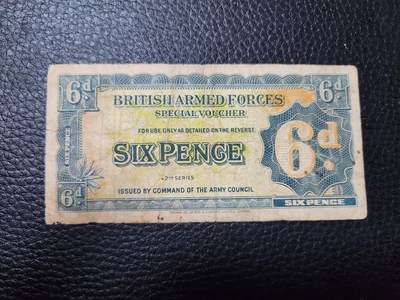 6d
BRITISH ARMED FORCES
SPECIAL VOUCHER
FOR USE ONLY AS DETAILED ON THE REVERSE
SIXPENCE
2ND SERIES
ISSUED BY COMMAND OF THE ARMY COUNCIL
6d
SIX PENCE
6d
SIX PENCE